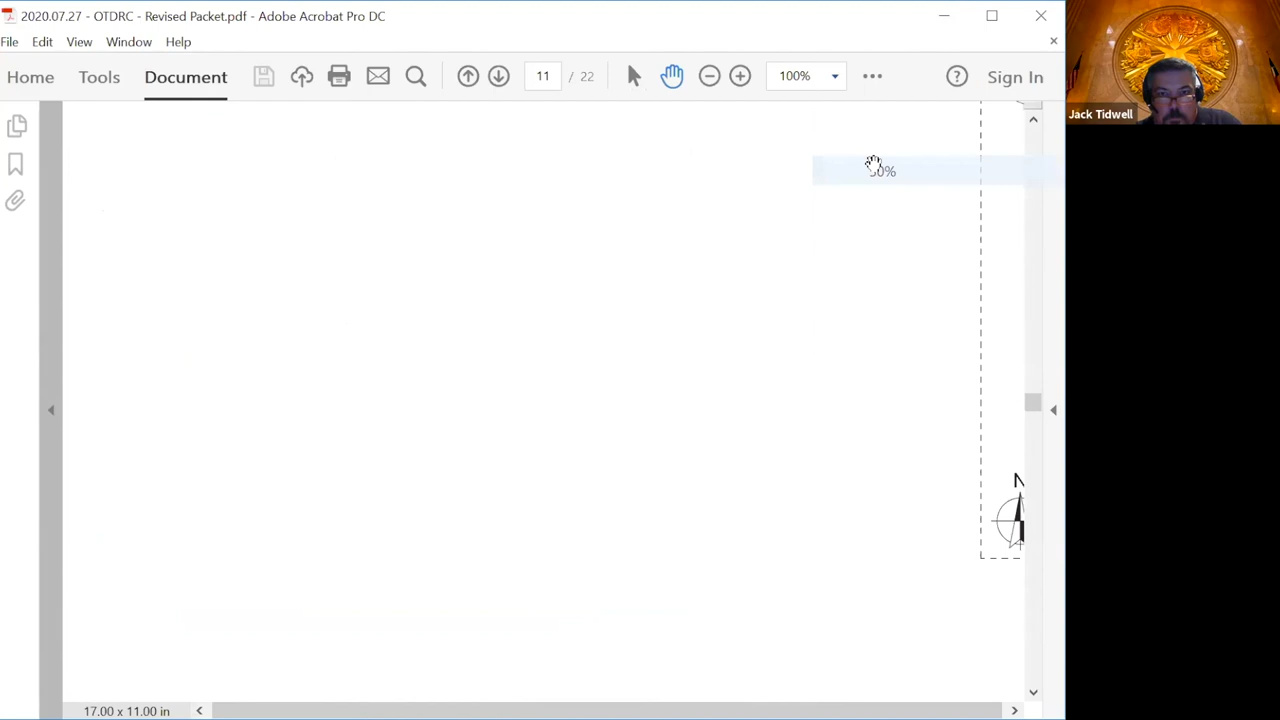 2020.07.27 - OTDRC - Revised Packet.pdf - Adobe Acrobat Pro DC
File Edit View Window Help
Home Tools Document 11 / 22 100% Sign In
Jack Tidwell
N
17.00 x 11.00 in